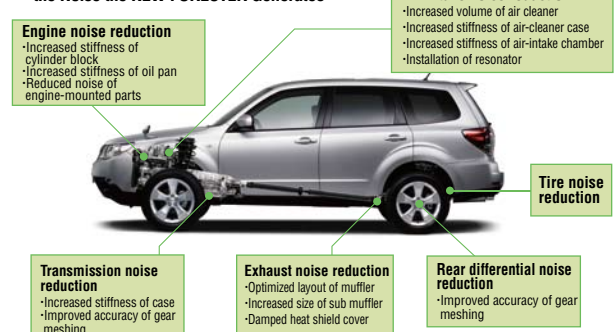 Engine noise reduction
·Increased stiffness of
cylinder block
·Increased stiffness of oil pan
·Reduced noise of
engine-mounted parts
·Increased volume of air cleaner
·Increased stiffness of air-cleaner case
·Increased stiffness of air-intake chamber
·Installation of resonator
Tire noise
reduction
Transmission noise
reduction
·Increased stiffness of case
·Improved accuracy of gear
meshing
Exhaust noise reduction
·Optimized layout of muffler
·Increased size of sub muffler
·Damped heat shield cover
Rear differential noise
reduction
·Improved accuracy of gear
meshing